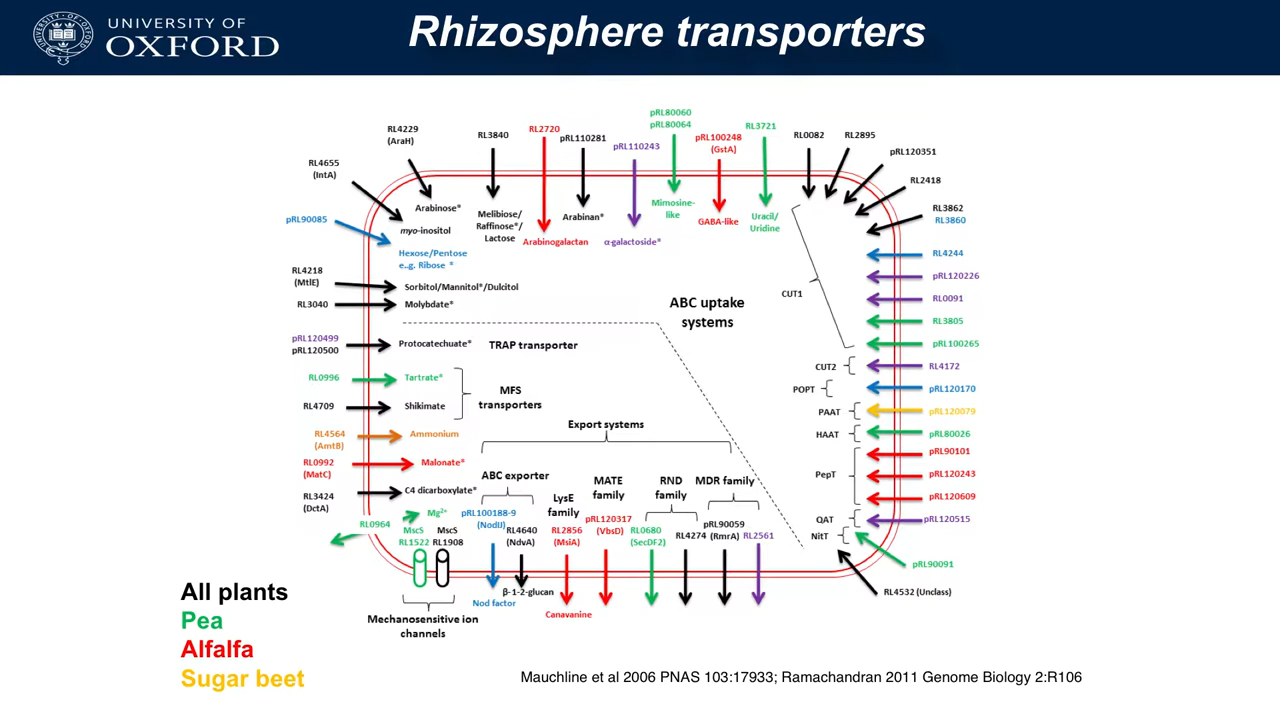 UNIVERSITY OF
OXFORD
Rhizosphere transporters
RL4229
(AraH)
RL3840
RL2720
pRL110281
pRL110243
pRL80060
pRL80064
pRL100248
(GstA)
RL3721
RL0082
RL2895
pRL120351
RL2418
RL3862
RL3860
RL4655
(IntA)
pRL90085
Arabinose*
myo-inositol
Melibiose/
Raffinose*/
Lactose
Arabinogalactan
Arabinan*
α-galactoside*
Mimosine-
like
GABA-like
Uracil/
Uridine
Hexose/Pentose
e..g. Ribose *
RL4218
(MtlE)
Sorbitol/Mannitol*/Dulcitol
RL3040
Molybdate*
ABC uptake
systems
CUT1
RL4244
pRL120226
RL0091
RL3805
pRL100265
pRL120499
pRL120500
Protocatechuate*
TRAP transporter
CUT2
RL4172
RL0996
Tartrate*
MFS
transporters
POPT
pRL120170
RL4709
Shikimate
PAAT
pRL120079
RL4564
(AmtB)
Ammonium
Export systems
HAAT
pRL80026
RL0992
(MatC)
Malonate*
pRL90101
PepT
pRL120243
pRL120609
RL3424
(DctA)
C4 dicarboxylate*
ABC exporter
LysE
family
MATE
family
RND
family
MDR family
QAT
pRL120515
NitT
RL0964
Mg2+
MscS
RL1522
MscS
RL1908
pRL100188-9
(NodIJ)
RL4640
(NdvA)
RL2856
(MsiA)
pRL120317
(VbsD)
RL0680
(SecDF2)
RL4274
pRL90059
(RmrA)
RL2561
pRL90091
RL4532 (Unclass)
β-1-2-glucan
Nod factor
Canavanine
Mechanosensitive ion
channels
All plants
Pea
Alfalfa
Sugar beet
Mauchline et al 2006 PNAS 103:17933; Ramachandran 2011 Genome Biology 2:R106